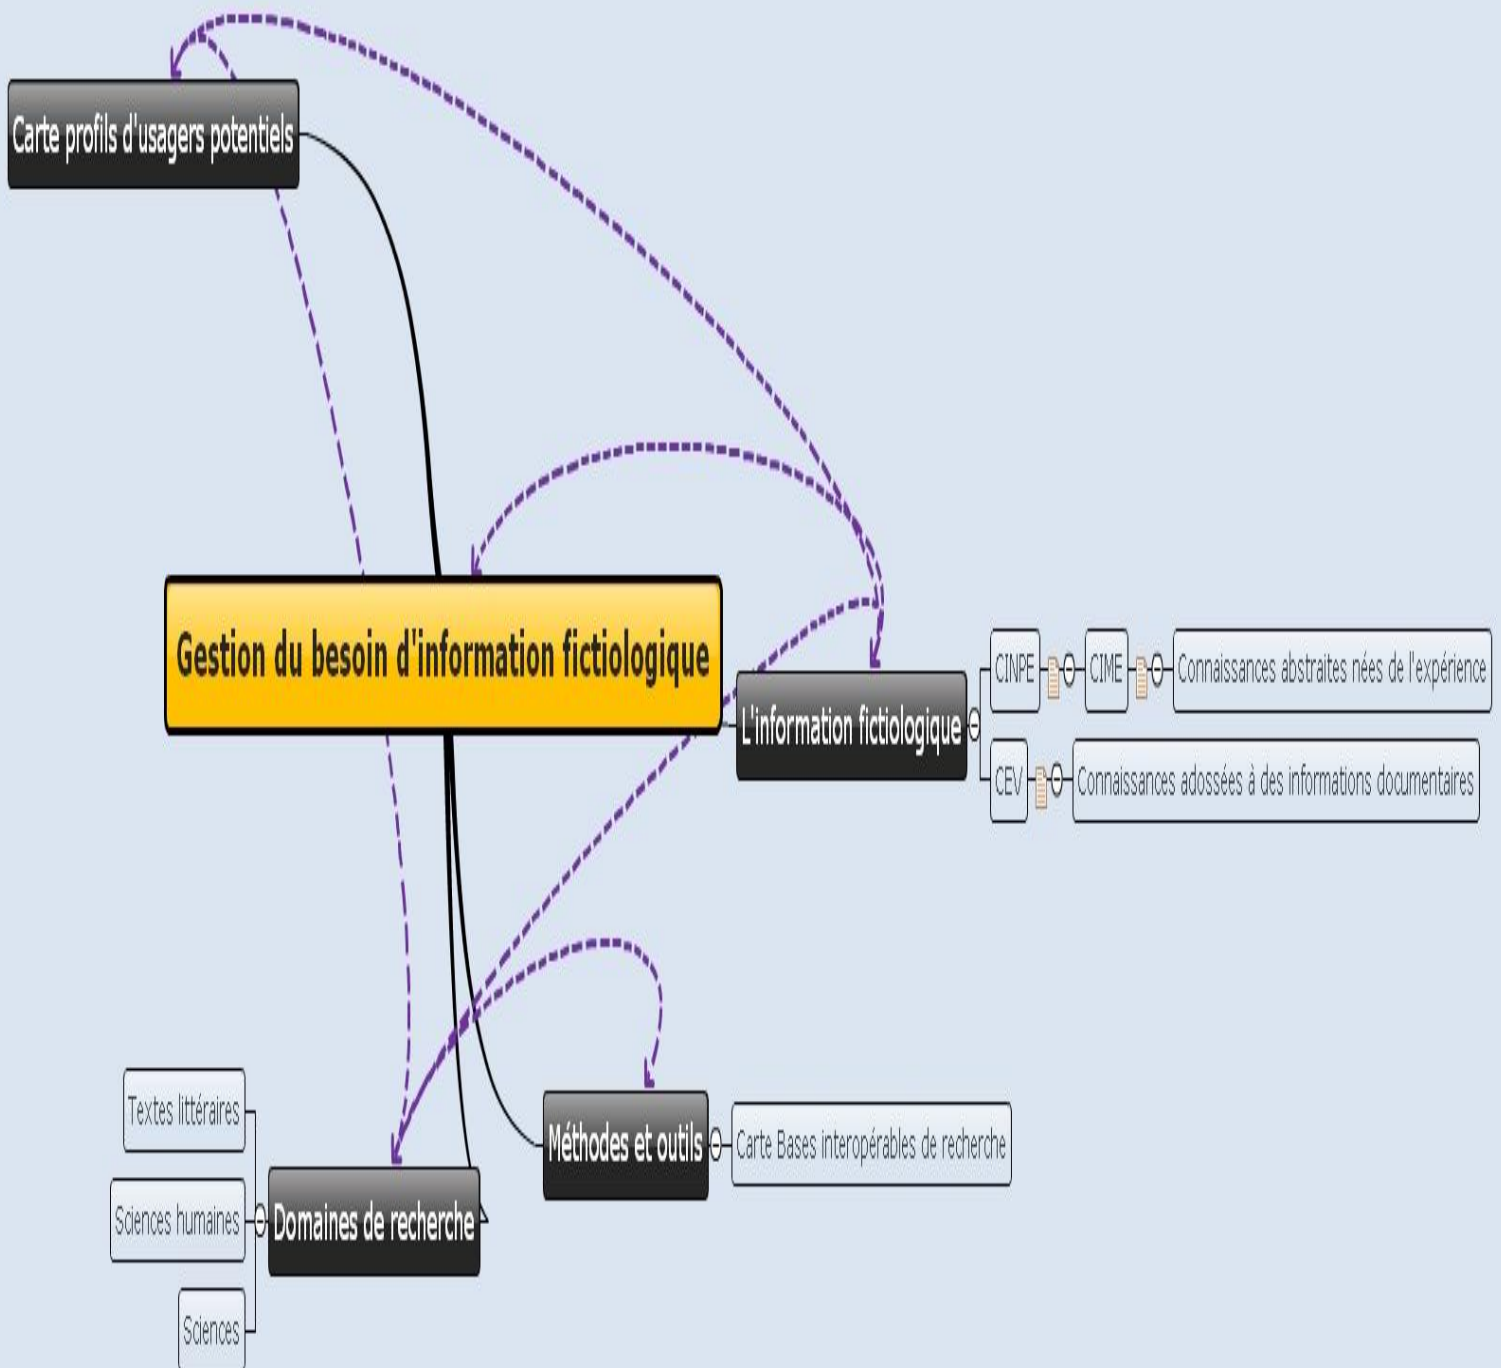 Carte profils d'usagers potentiels
Gestion du besoin d'information fictiologique
L'information fictiologique
CINPE
CIME
Connaissances abstraites nées de l'expérience
CEV
Connaissances adossées à des informations documentaires
Méthodes et outils
Carte Bases interopérables de recherche
Domaines de recherche
Textes littéraires
Sciences humaines
Sciences